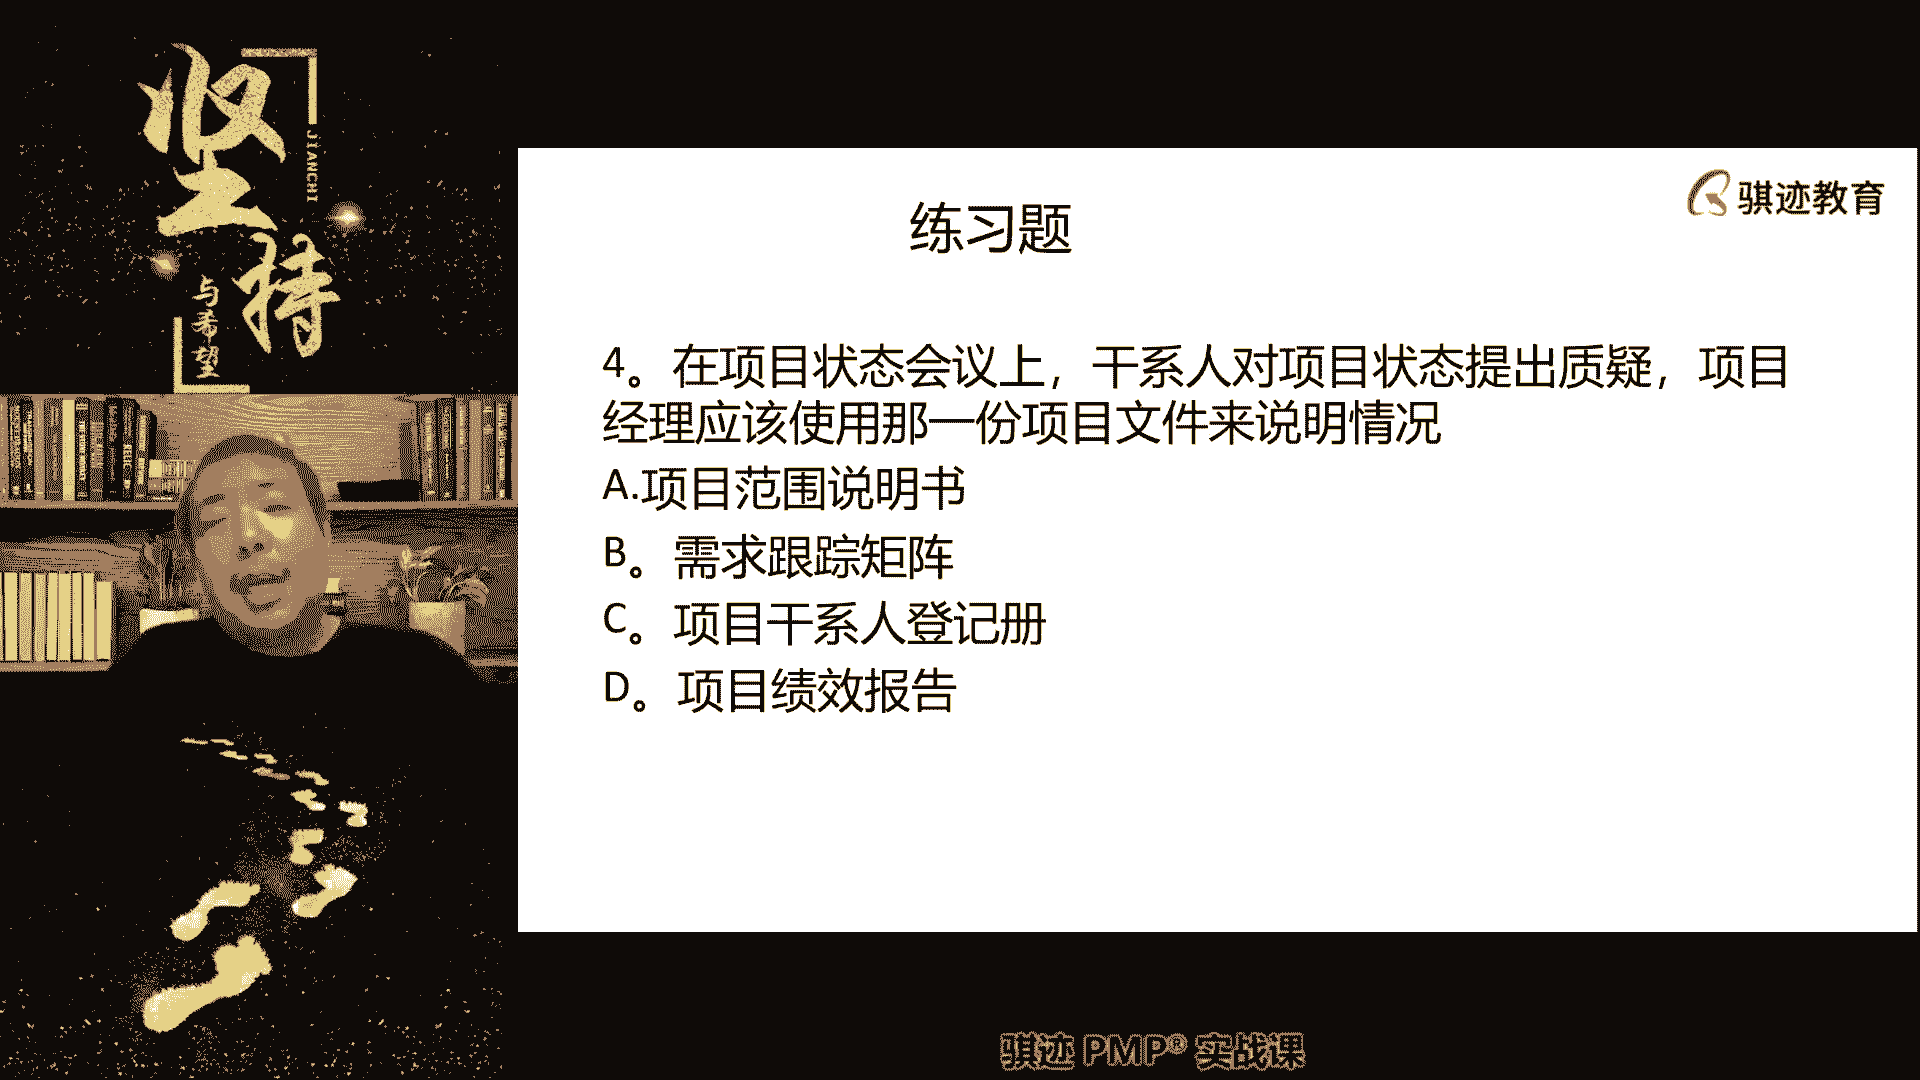 坚持
JIANCHI
与希望
骐迹教育
练习题
4。在项目状态会议上，干系人对项目状态提出质疑，项目
经理应该使用那一份项目文件来说明情况
A.项目范围说明书
B。需求跟踪矩阵
C。项目干系人登记册
D。项目绩效报告
骐迹 PMP® 实战课